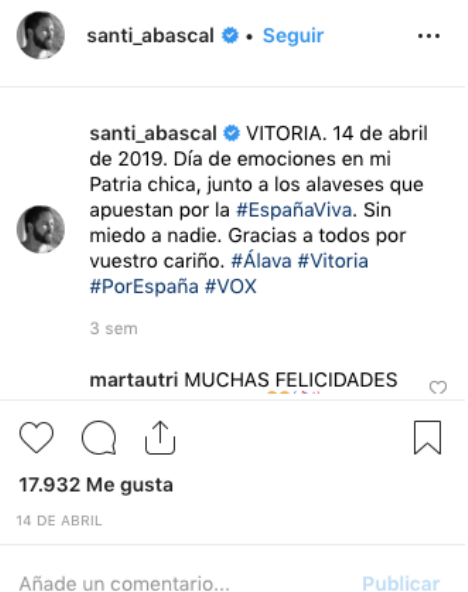 santi_abascal • Seguir
santi_abascal VITORIA. 14 de abril
de 2019. Día de emociones en mi
Patria chica, junto a los alaveses que
apuestan por la #EspañaViva. Sin
miedo a nadie. Gracias a todos por
vuestro cariño. #Álava #Vitoria
#PorEspaña #VOX
3 sem
martautri MUCHAS FELICIDADES
17.932 Me gusta
14 DE ABRIL
Añade un comentario... Publicar